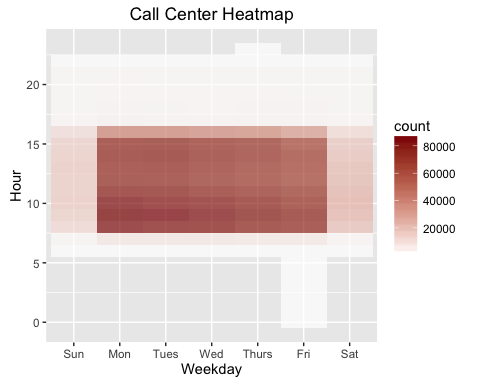 Call Center Heatmap
Hour
20
15
10
5
0
Sun Mon Tues Wed Thurs Fri Sat
Weekday
count
80000
60000
40000
20000